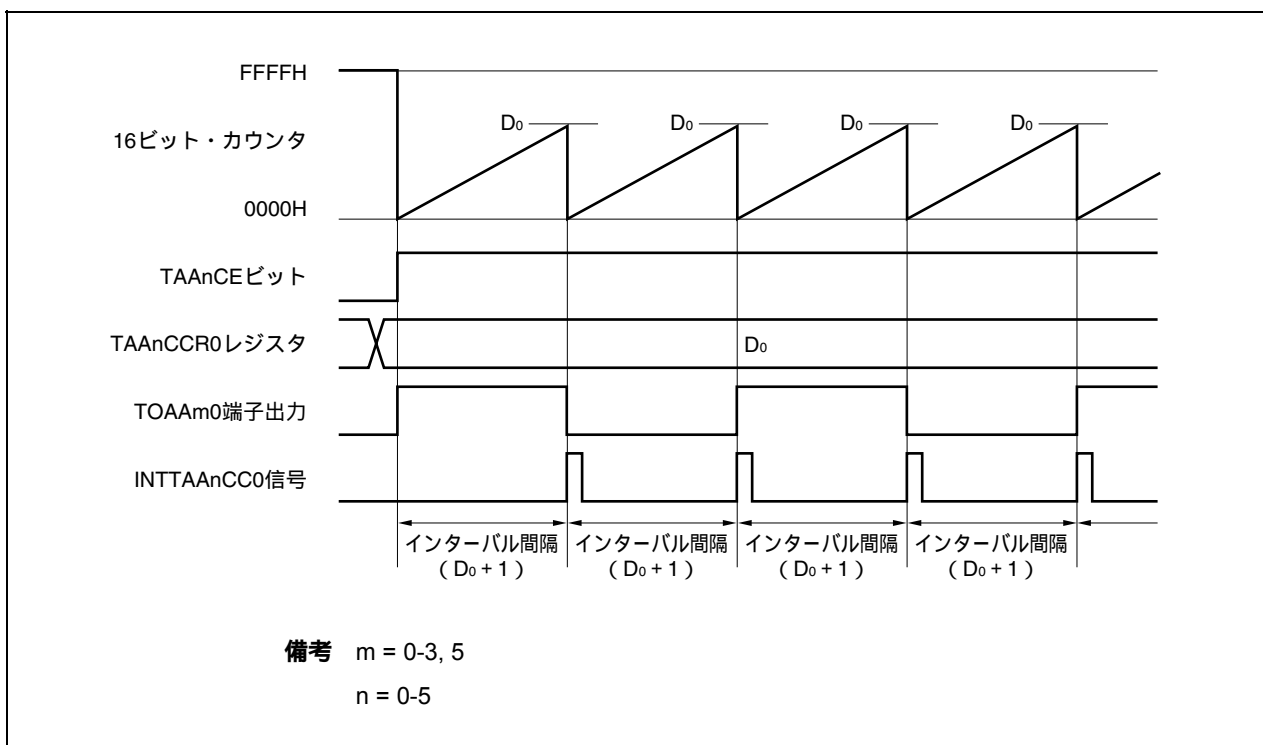 FFFFH
D0 D0 D0 D0
16ビット・カウンタ
0000H
TAAnCEビット
TAAnCCR0レジスタ
D0
TOAAm0端子出力
INTTAAnCC0信号
インターバル間隔 インターバル間隔 インターバル間隔 インターバル間隔
(D0 + 1) (D0 + 1) (D0 + 1) (D0 + 1)
備考 m = 0-3, 5
n = 0-5